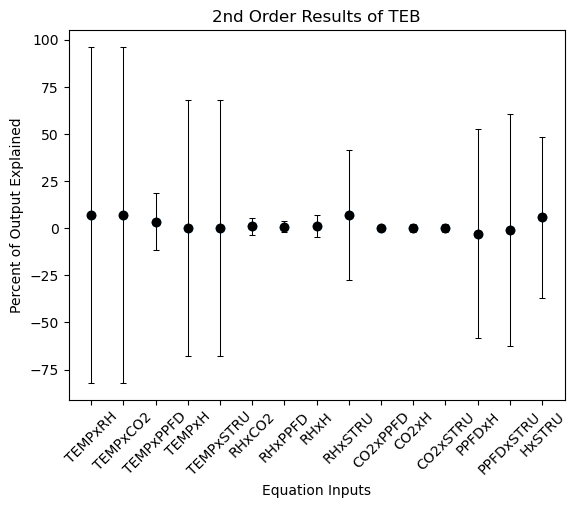 2nd Order Results of TEB
Percent of Output Explained
100
75
50
25
0
−25
−50
−75
TEMPxRH
TEMPxCO2
TEMPxPPFD
TEMPxH
TEMPxSTRU
RHxCO2
RHxPPFD
RHxH
RHxSTRU
CO2xPPFD
CO2xH
CO2xSTRU
PPFDxH
PPFDxSTRU
HxSTRU
Equation Inputs